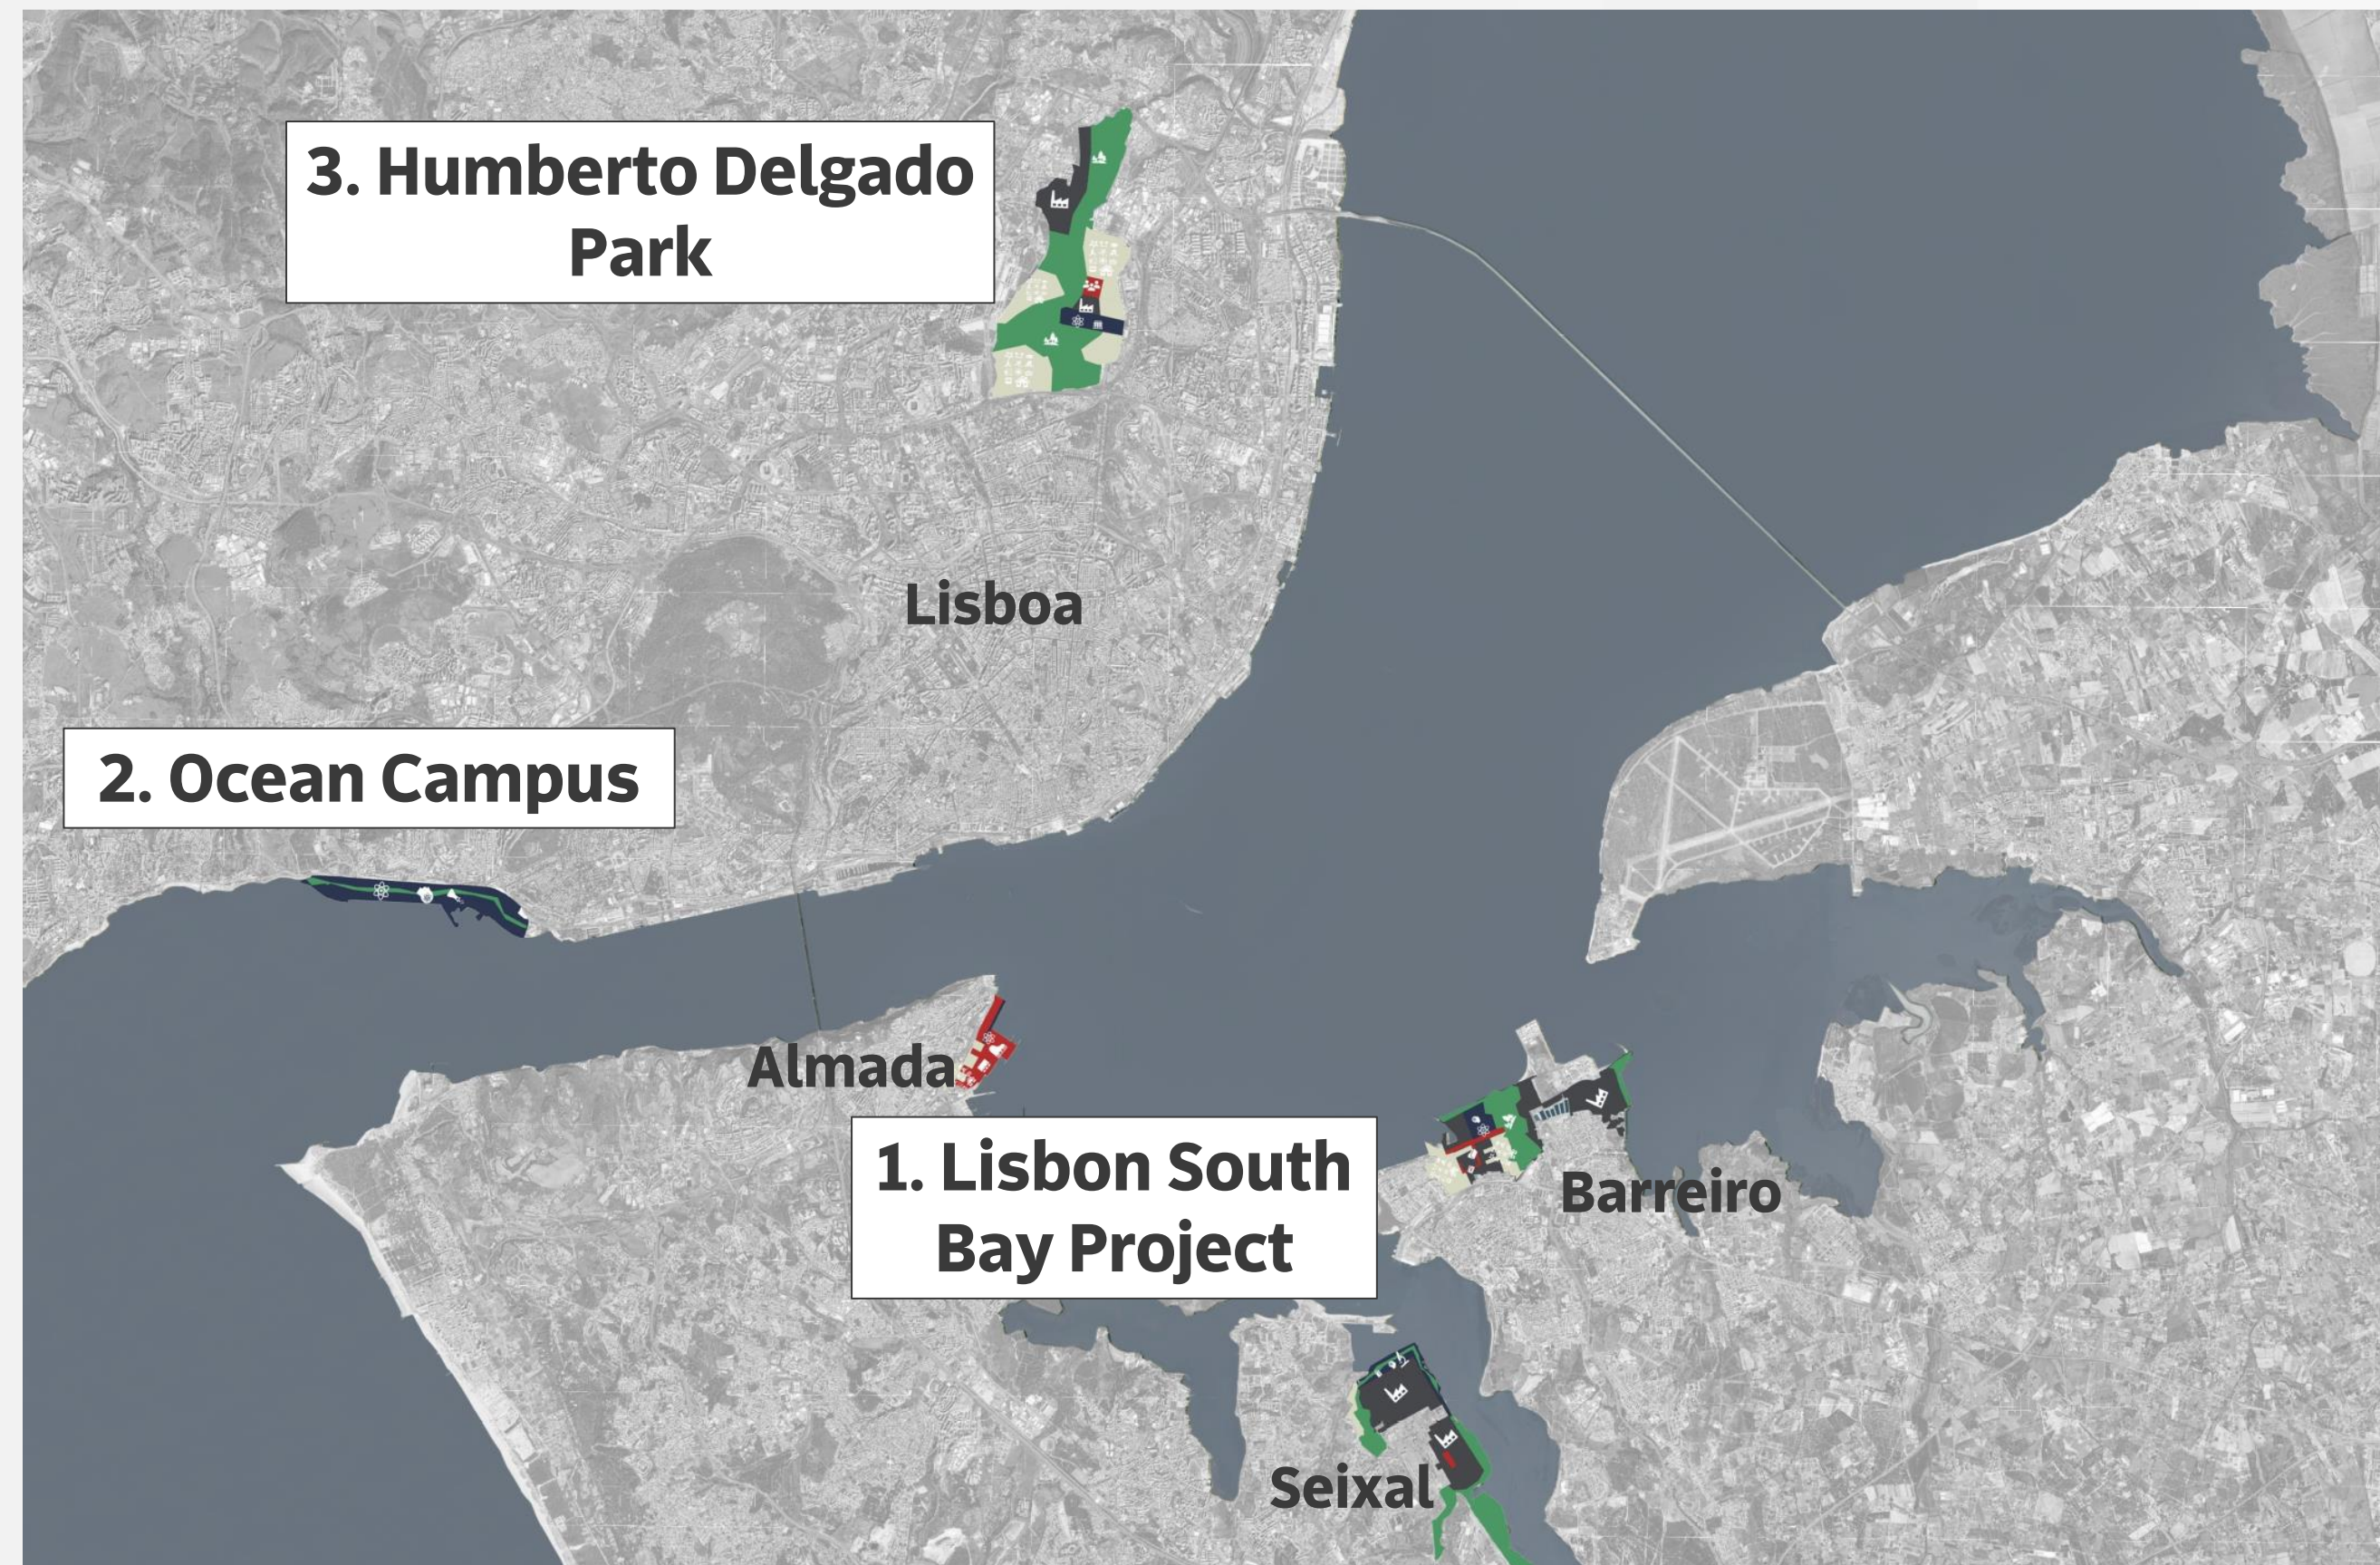 3. Humberto Delgado
Park
Lisboa
2. Ocean Campus
Almada
1. Lisbon South
Bay Project
Barreiro
Seixal